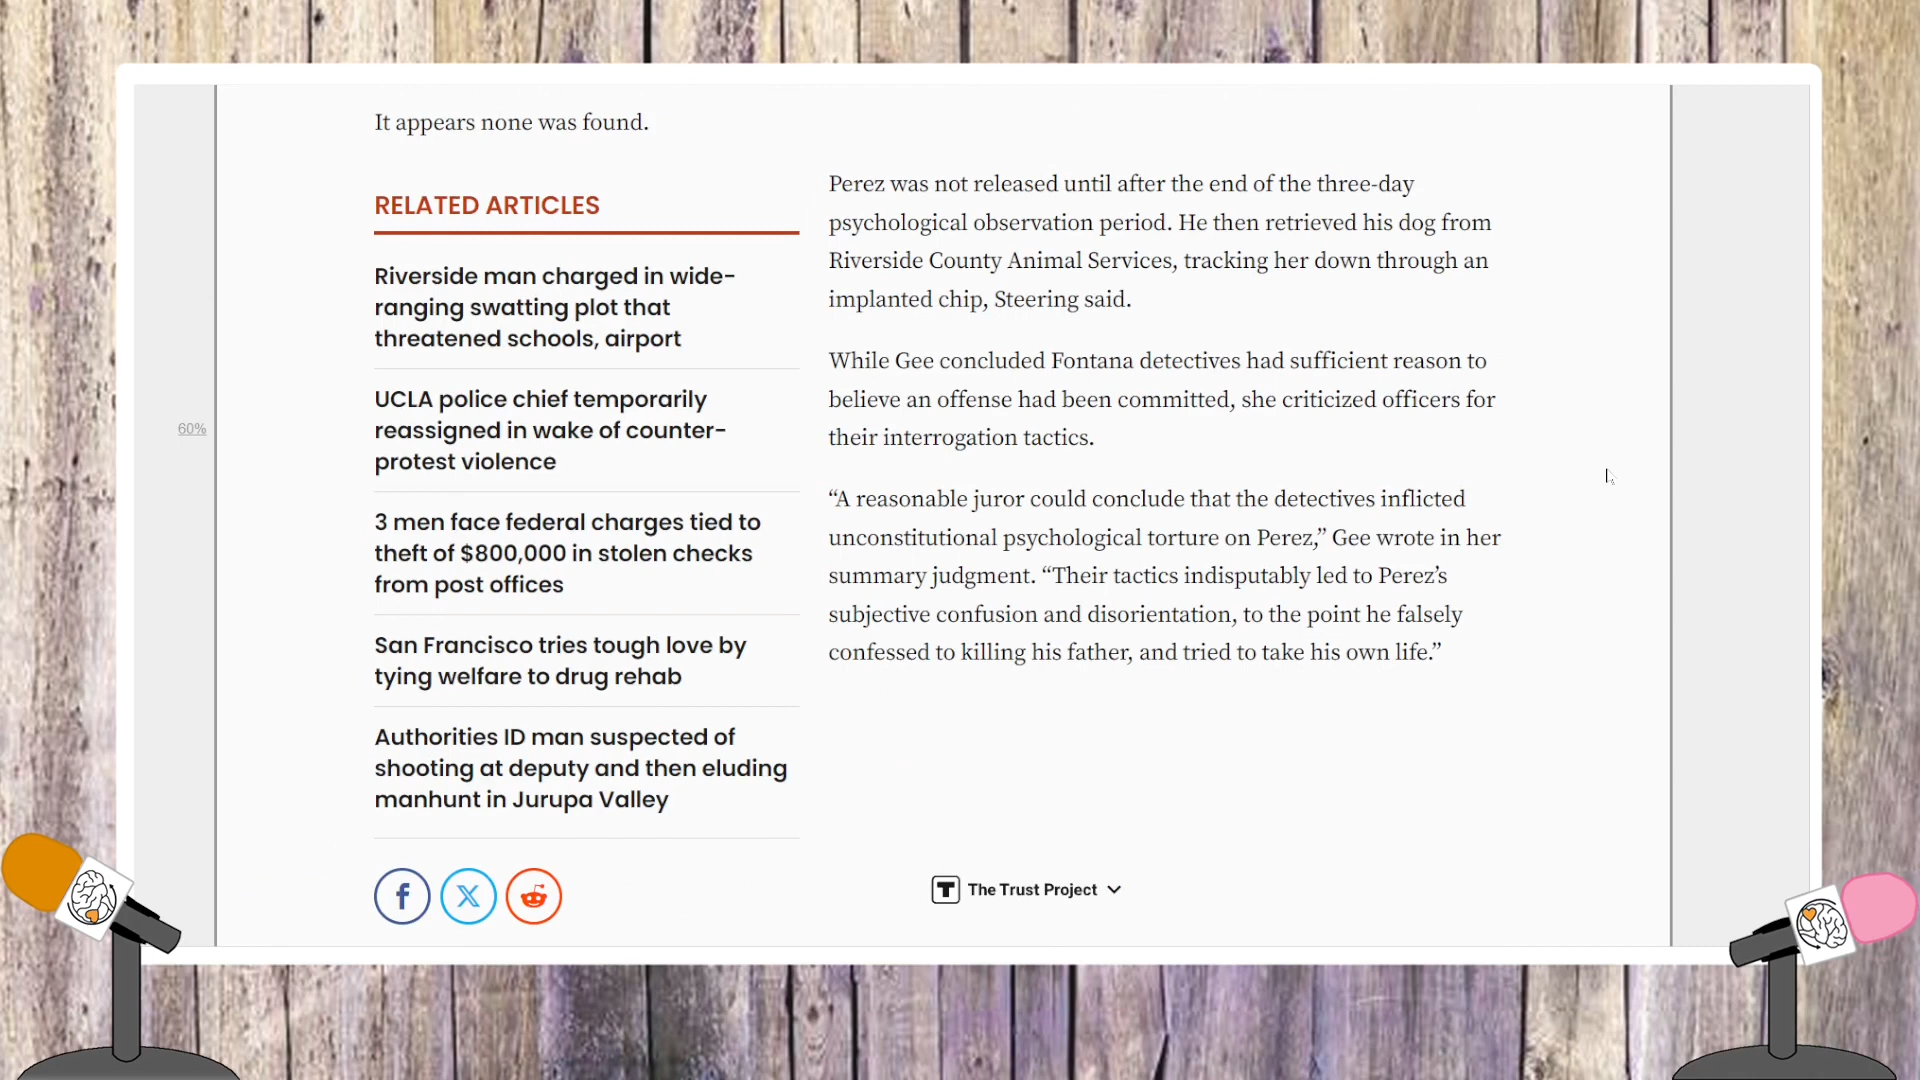 It appears none was found.
RELATED ARTICLES
Riverside man charged in wide-
ranging swatting plot that
threatened schools, airport
UCLA police chief temporarily
reassigned in wake of counter-
protest violence
3 men face federal charges tied to
theft of $800,000 in stolen checks
from post offices
San Francisco tries tough love by
tying welfare to drug rehab
Authorities ID man suspected of
shooting at deputy and then eluding
manhunt in Jurupa Valley
60%
Perez was not released until after the end of the three-day
psychological observation period. He then retrieved his dog from
Riverside County Animal Services, tracking her down through an
implanted chip, Steering said.
While Gee concluded Fontana detectives had sufficient reason to
believe an offense had been committed, she criticized officers for
their interrogation tactics.
“A reasonable juror could conclude that the detectives inflicted
unconstitutional psychological torture on Perez,” Gee wrote in her
summary judgment. “Their tactics indisputably led to Perez’s
subjective confusion and disorientation, to the point he falsely
confessed to killing his father, and tried to take his own life.”
T The Trust Project